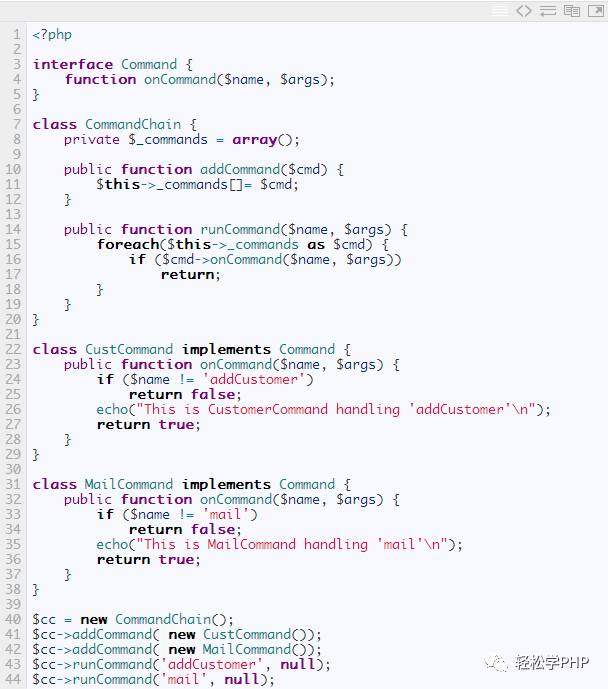 1 <?php
2
3 interface Command {
4     function onCommand($name, $args);
5 }
6
7 class CommandChain {
8     private $_commands = array();
9
10     public function addCommand($cmd) {
11         $this->_commands[]= $cmd;
12     }
13
14     public function runCommand($name, $args) {
15         foreach($this->_commands as $cmd) {
16             if ($cmd->onCommand($name, $args))
17                 return;
18         }
19     }
20 }
21
22 class CustCommand implements Command {
23     public function onCommand($name, $args) {
24         if ($name != 'addCustomer')
25             return false;
26         echo("This is CustomerCommand handling 'addCustomer'\n");
27         return true;
28     }
29 }
30
31 class MailCommand implements Command {
32     public function onCommand($name, $args) {
33         if ($name != 'mail')
34             return false;
35         echo("This is MailCommand handling 'mail'\n");
36         return true;
37     }
38 }
39
40 $cc = new CommandChain();
41 $cc->addCommand( new CustCommand());
42 $cc->addCommand( new MailCommand());
43 $cc->runCommand('addCustomer', null);
44 $cc->runCommand('mail', null);
轻松学PHP